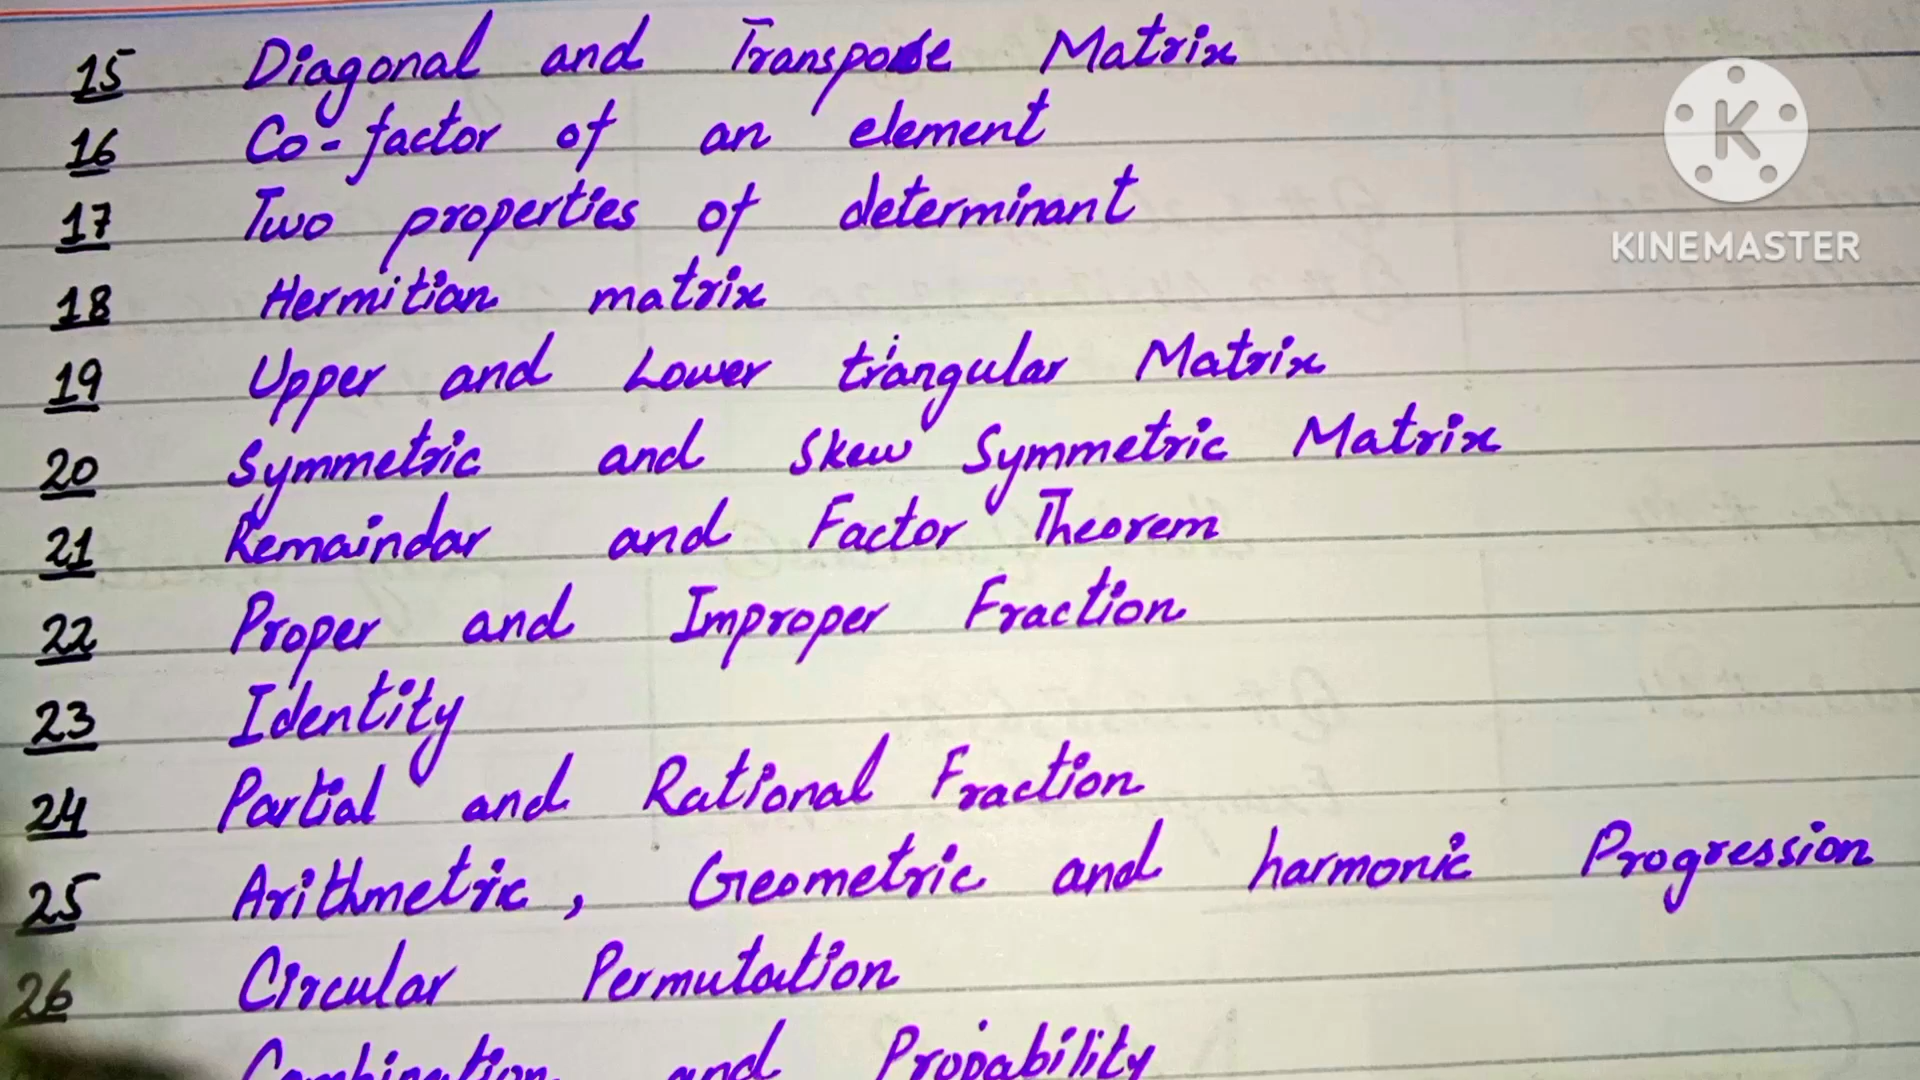 15 Diagonal and Transpose Matrix
16 Co-factor of an element
17 Two properties of determinant
18 Hermitian matrix
19 Upper and Lower triangular Matrix
20 Symmetric and Skew Symmetric Matrix
21 Remaindar and Factor Theorem
22 Proper and Improper Fraction
23 Identity
24 Partial and Rational Fraction
25 Arithmetric, Geometric and harmonic Progression
26 Circular Permutation
Combination and Probability
K
KINEMASTER